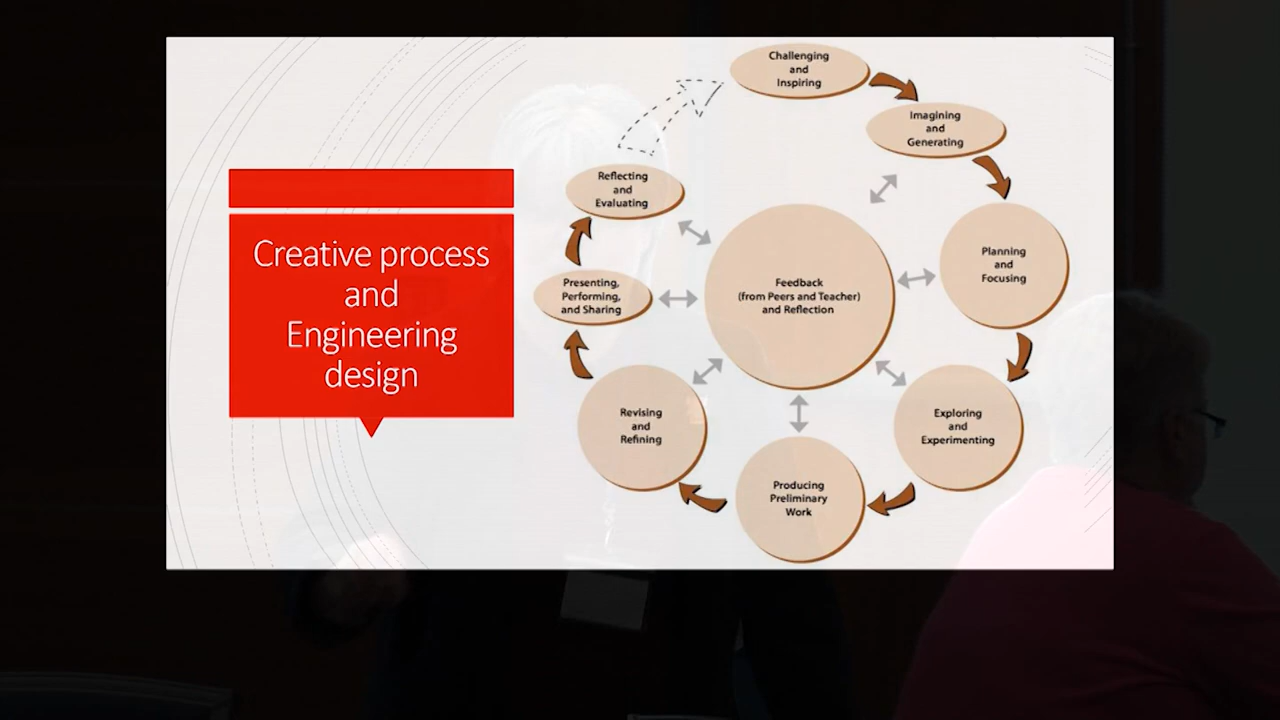 Creative process
and
Engineering
design
Challenging
and
Inspiring
Imagining
and
Generating
Planning
and
Focusing
Exploring
and
Experimenting
Producing
Preliminary
Work
Revising
and
Refining
Presenting,
Performing,
and Sharing
Reflecting
and
Evaluating
Feedback
(from Peers and Teacher)
and Reflection